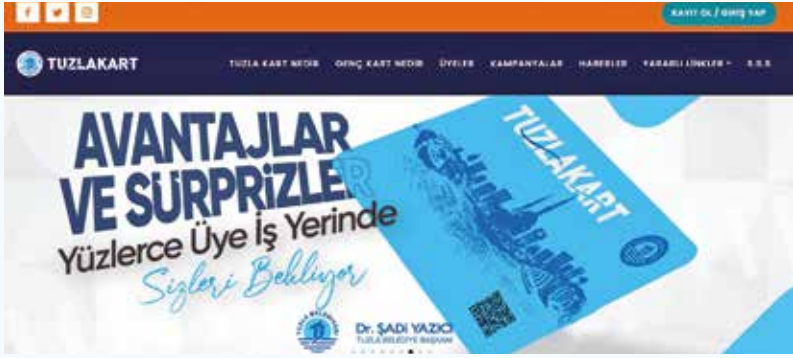 KAYIT OL / GİRİŞ YAP
TUZLAKART
TUZLA KART NEDİR GENÇ KART NEDİR ÜYELER KAMPANYALAR HABERLER YARARLI LİNKLER S.S.S
AVANTAJLAR
VE SÜRPRİZLER
Yüzlerce Üye İş Yerinde
Sizleri Bekliyor
TUZLAKART
Dr. ŞADİ YAZICI
TUZLA BELEDİYE BAŞKANI